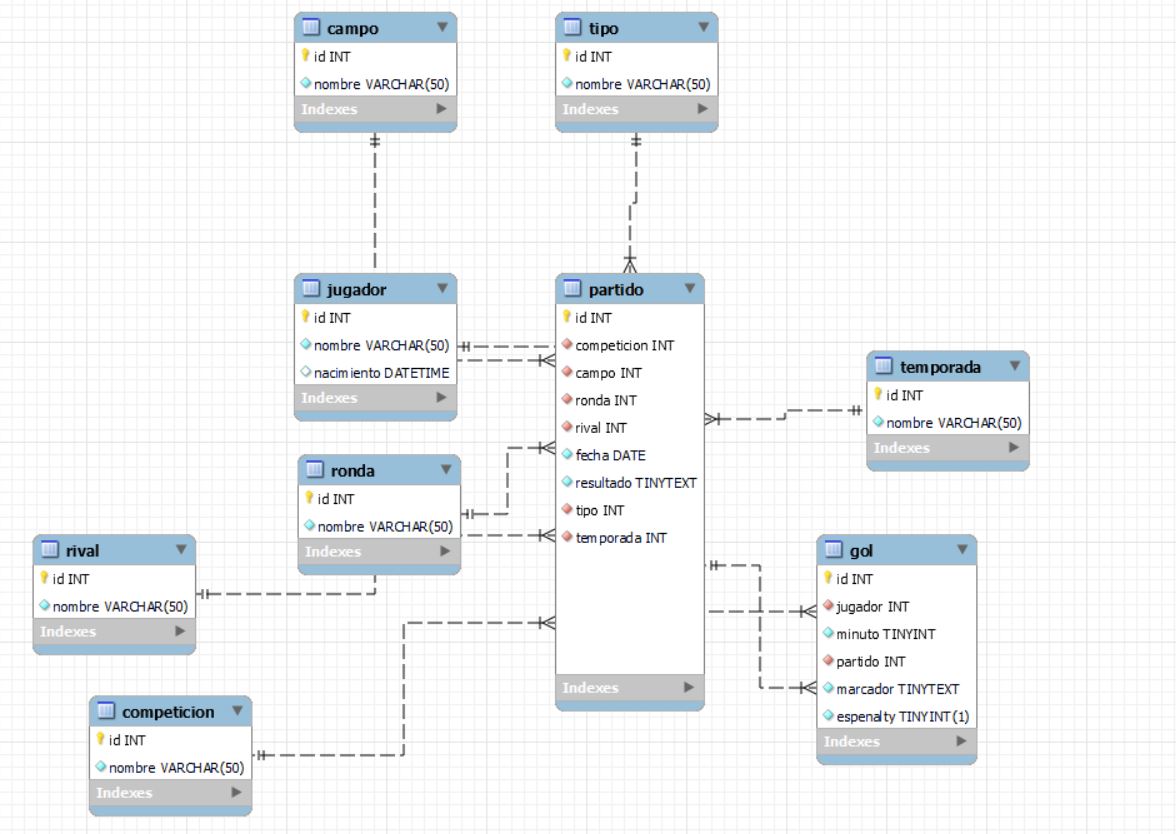 campo
id INT
nombre VARCHAR(50)
Indexes
tipo
id INT
nombre VARCHAR(50)
Indexes
jugador
id INT
nombre VARCHAR(50)
nacimiento DATETIME
Indexes
partido
id INT
competicion INT
campo INT
ronda INT
rival INT
fecha DATE
resultado TINYTEXT
tipo INT
temporada INT
Indexes
temporada
id INT
nombre VARCHAR(50)
Indexes
ronda
id INT
nombre VARCHAR(50)
Indexes
rival
id INT
nombre VARCHAR(50)
Indexes
gol
id INT
jugador INT
minuto TINYINT
partido INT
marcador TINYTEXT
espenalty TINYINT(1)
Indexes
competicion
id INT
nombre VARCHAR(50)
Indexes